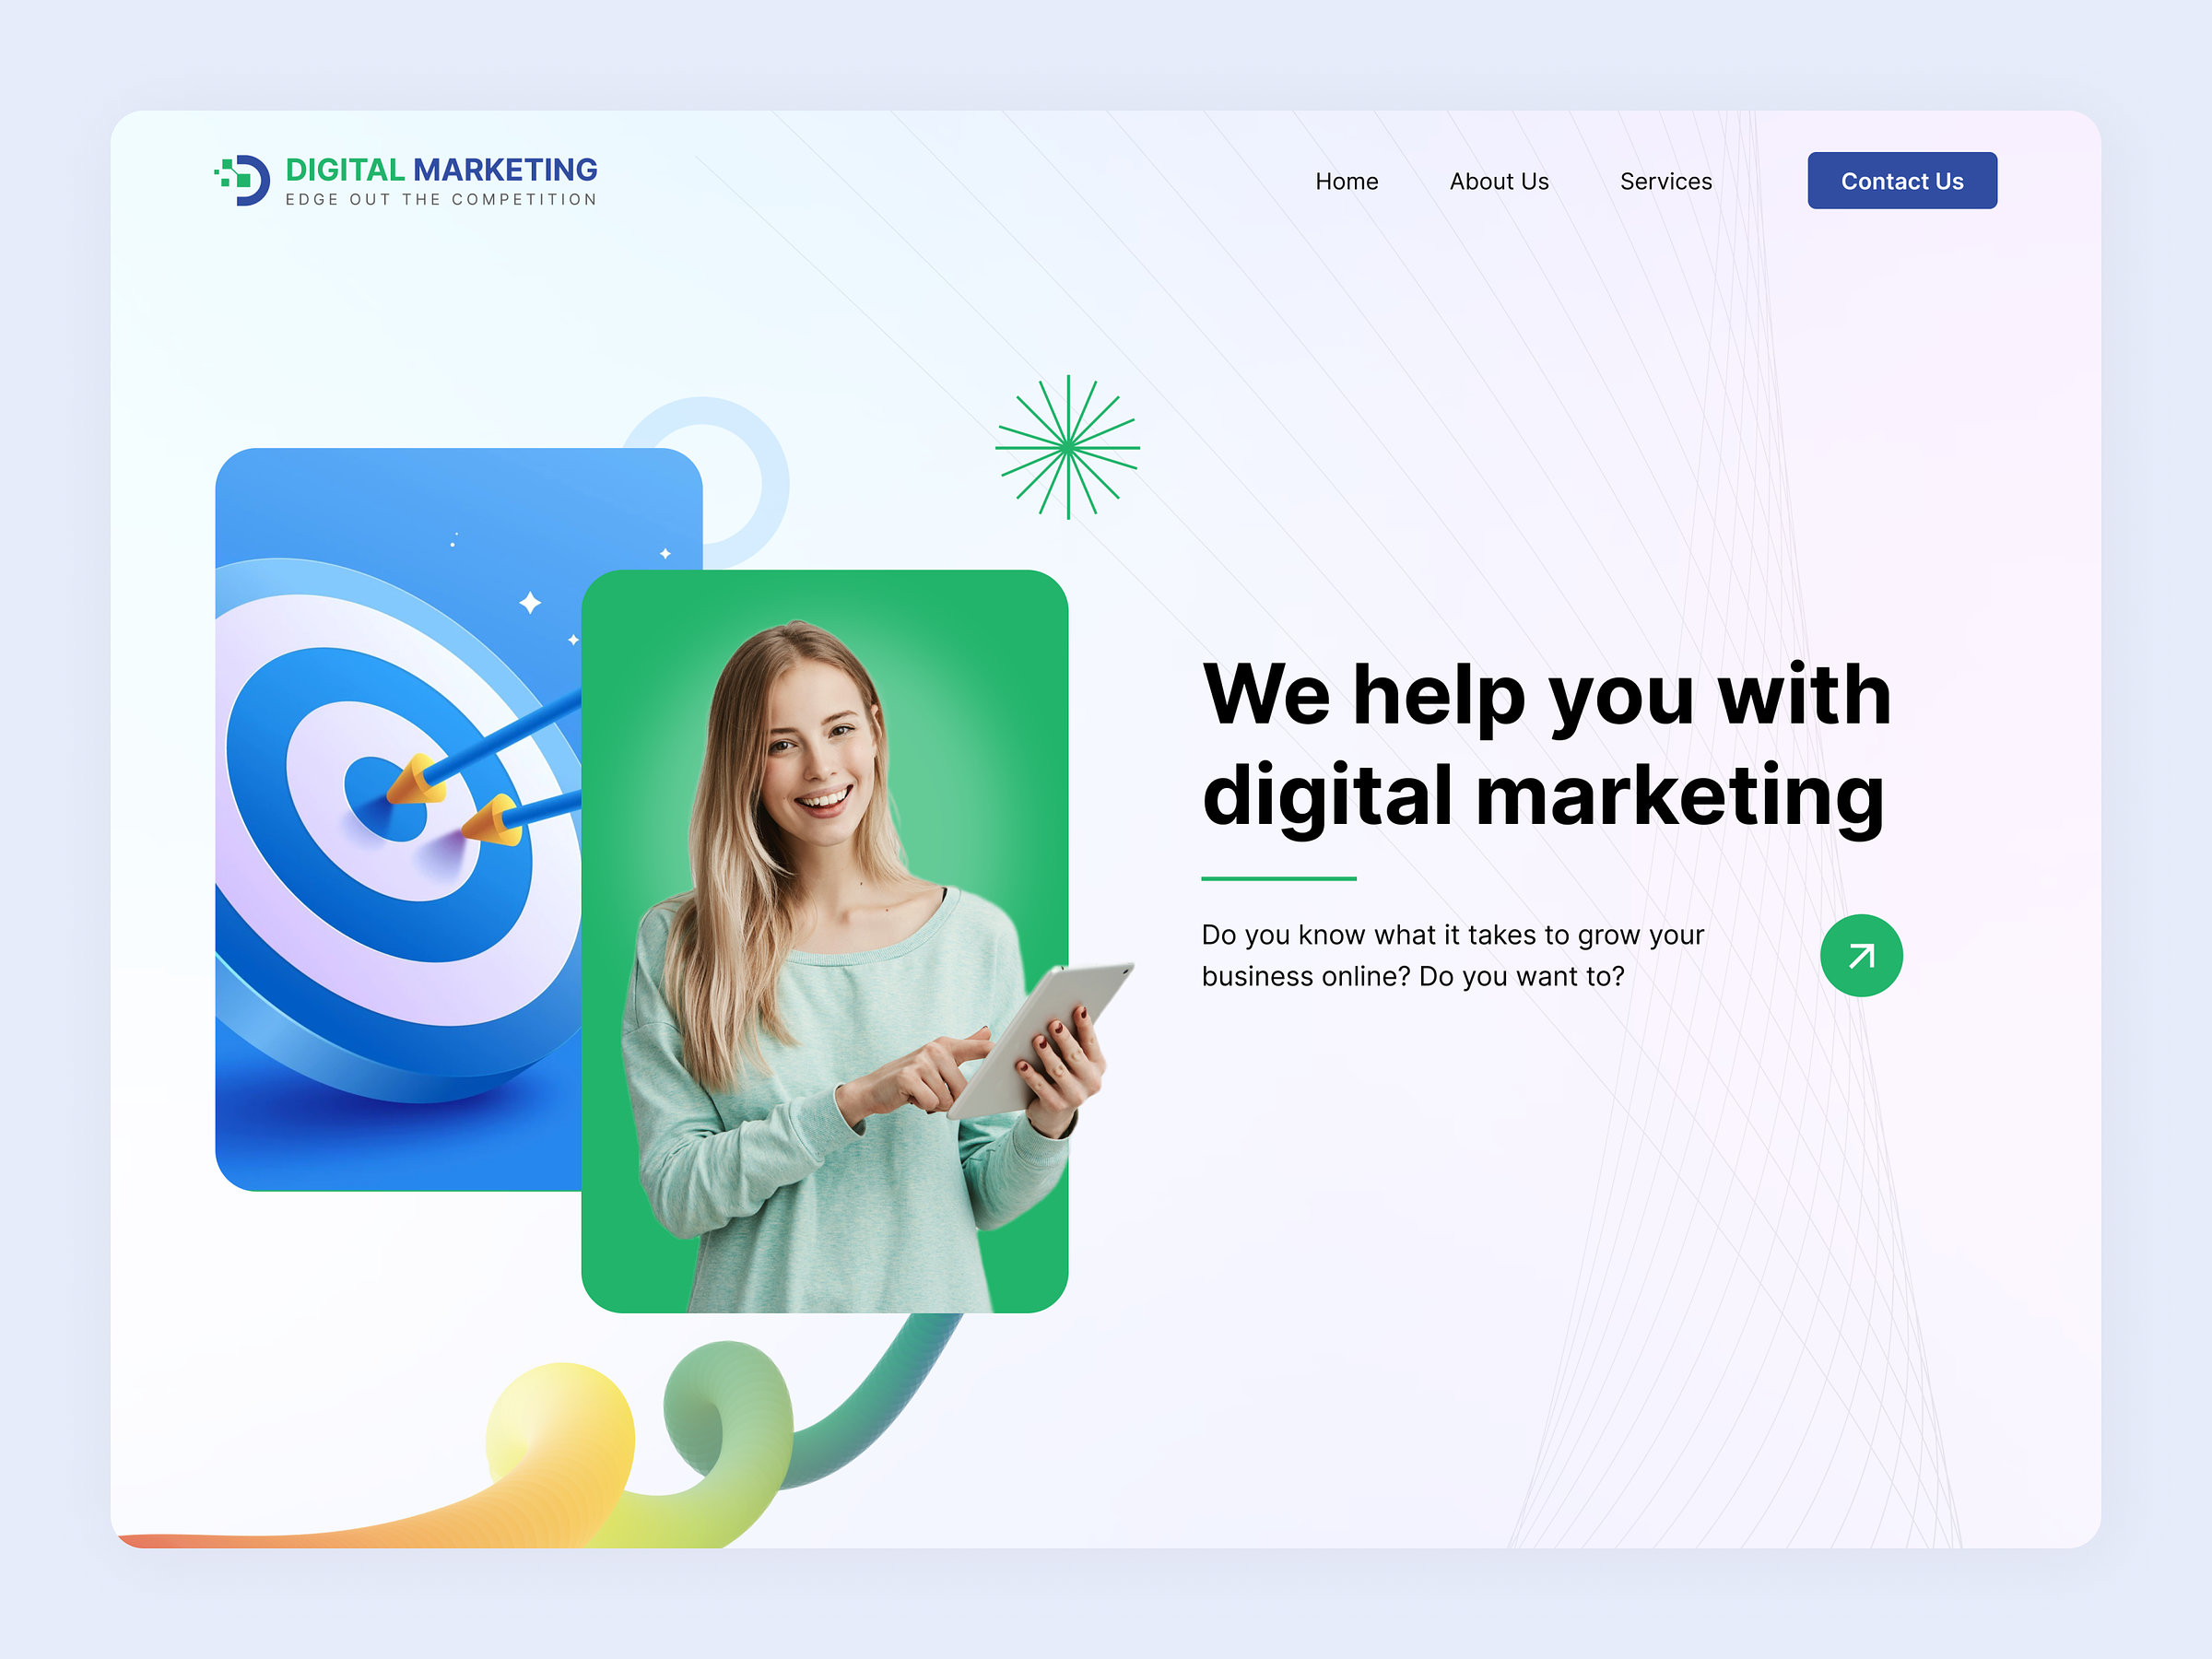 DIGITAL MARKETING
EDGE OUT THE COMPETITION
Home
About Us
Services
Contact Us
We help you with
digital marketing
Do you know what it takes to grow your
business online? Do you want to?